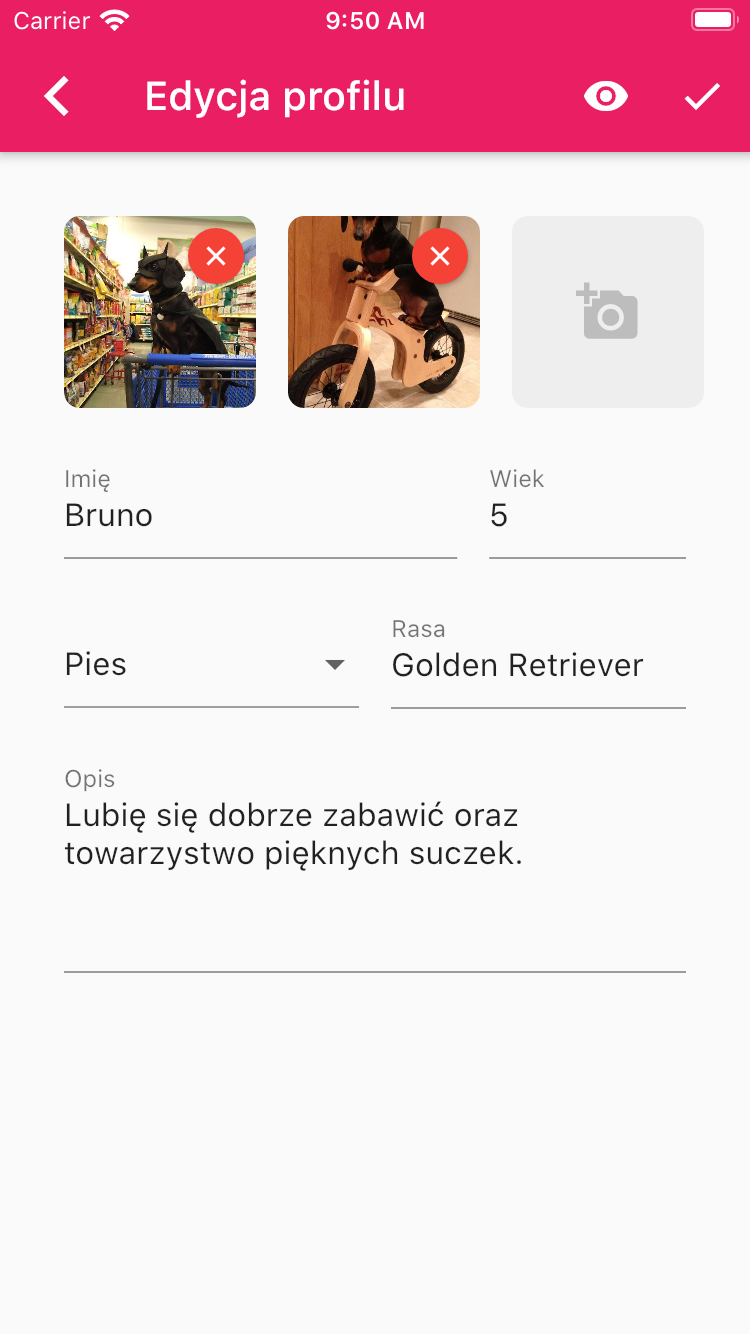 Carrier 9:50 AM
Edycja profilu
Imię
Wiek
Bruno
5
Pies
Rasa
Golden Retriever
Opis
Lubię się dobrze zabawić oraz
towarzystwo pięknych suczek.